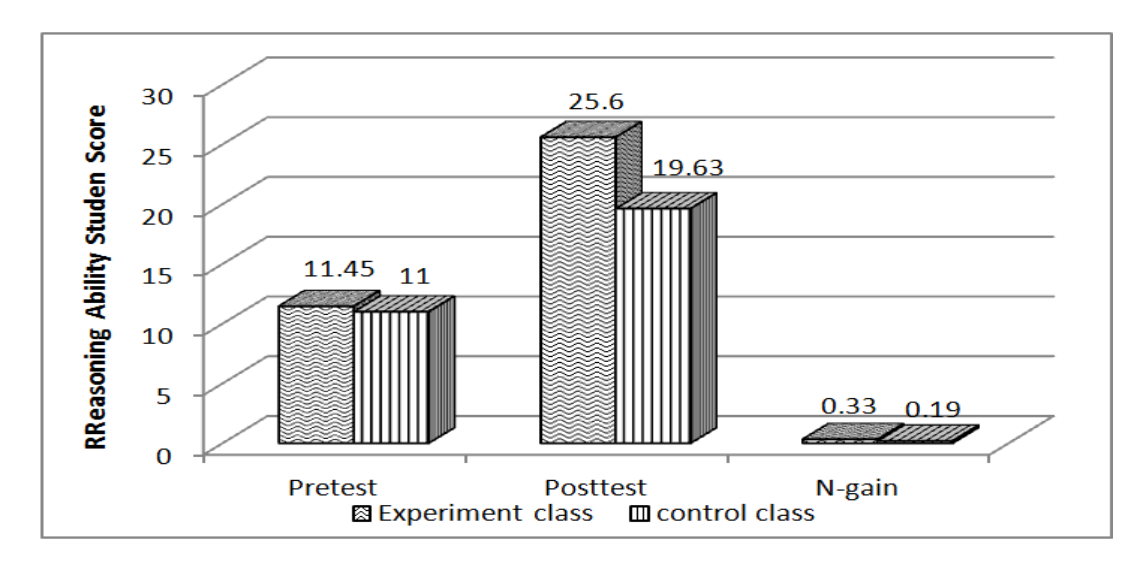 RReasoning Ability Studen Score
30
25
20
15
10
5
0
11.45
11
25.6
19.63
0.33
0.19
Pretest
Posttest
N-gain
Experiment class
control class